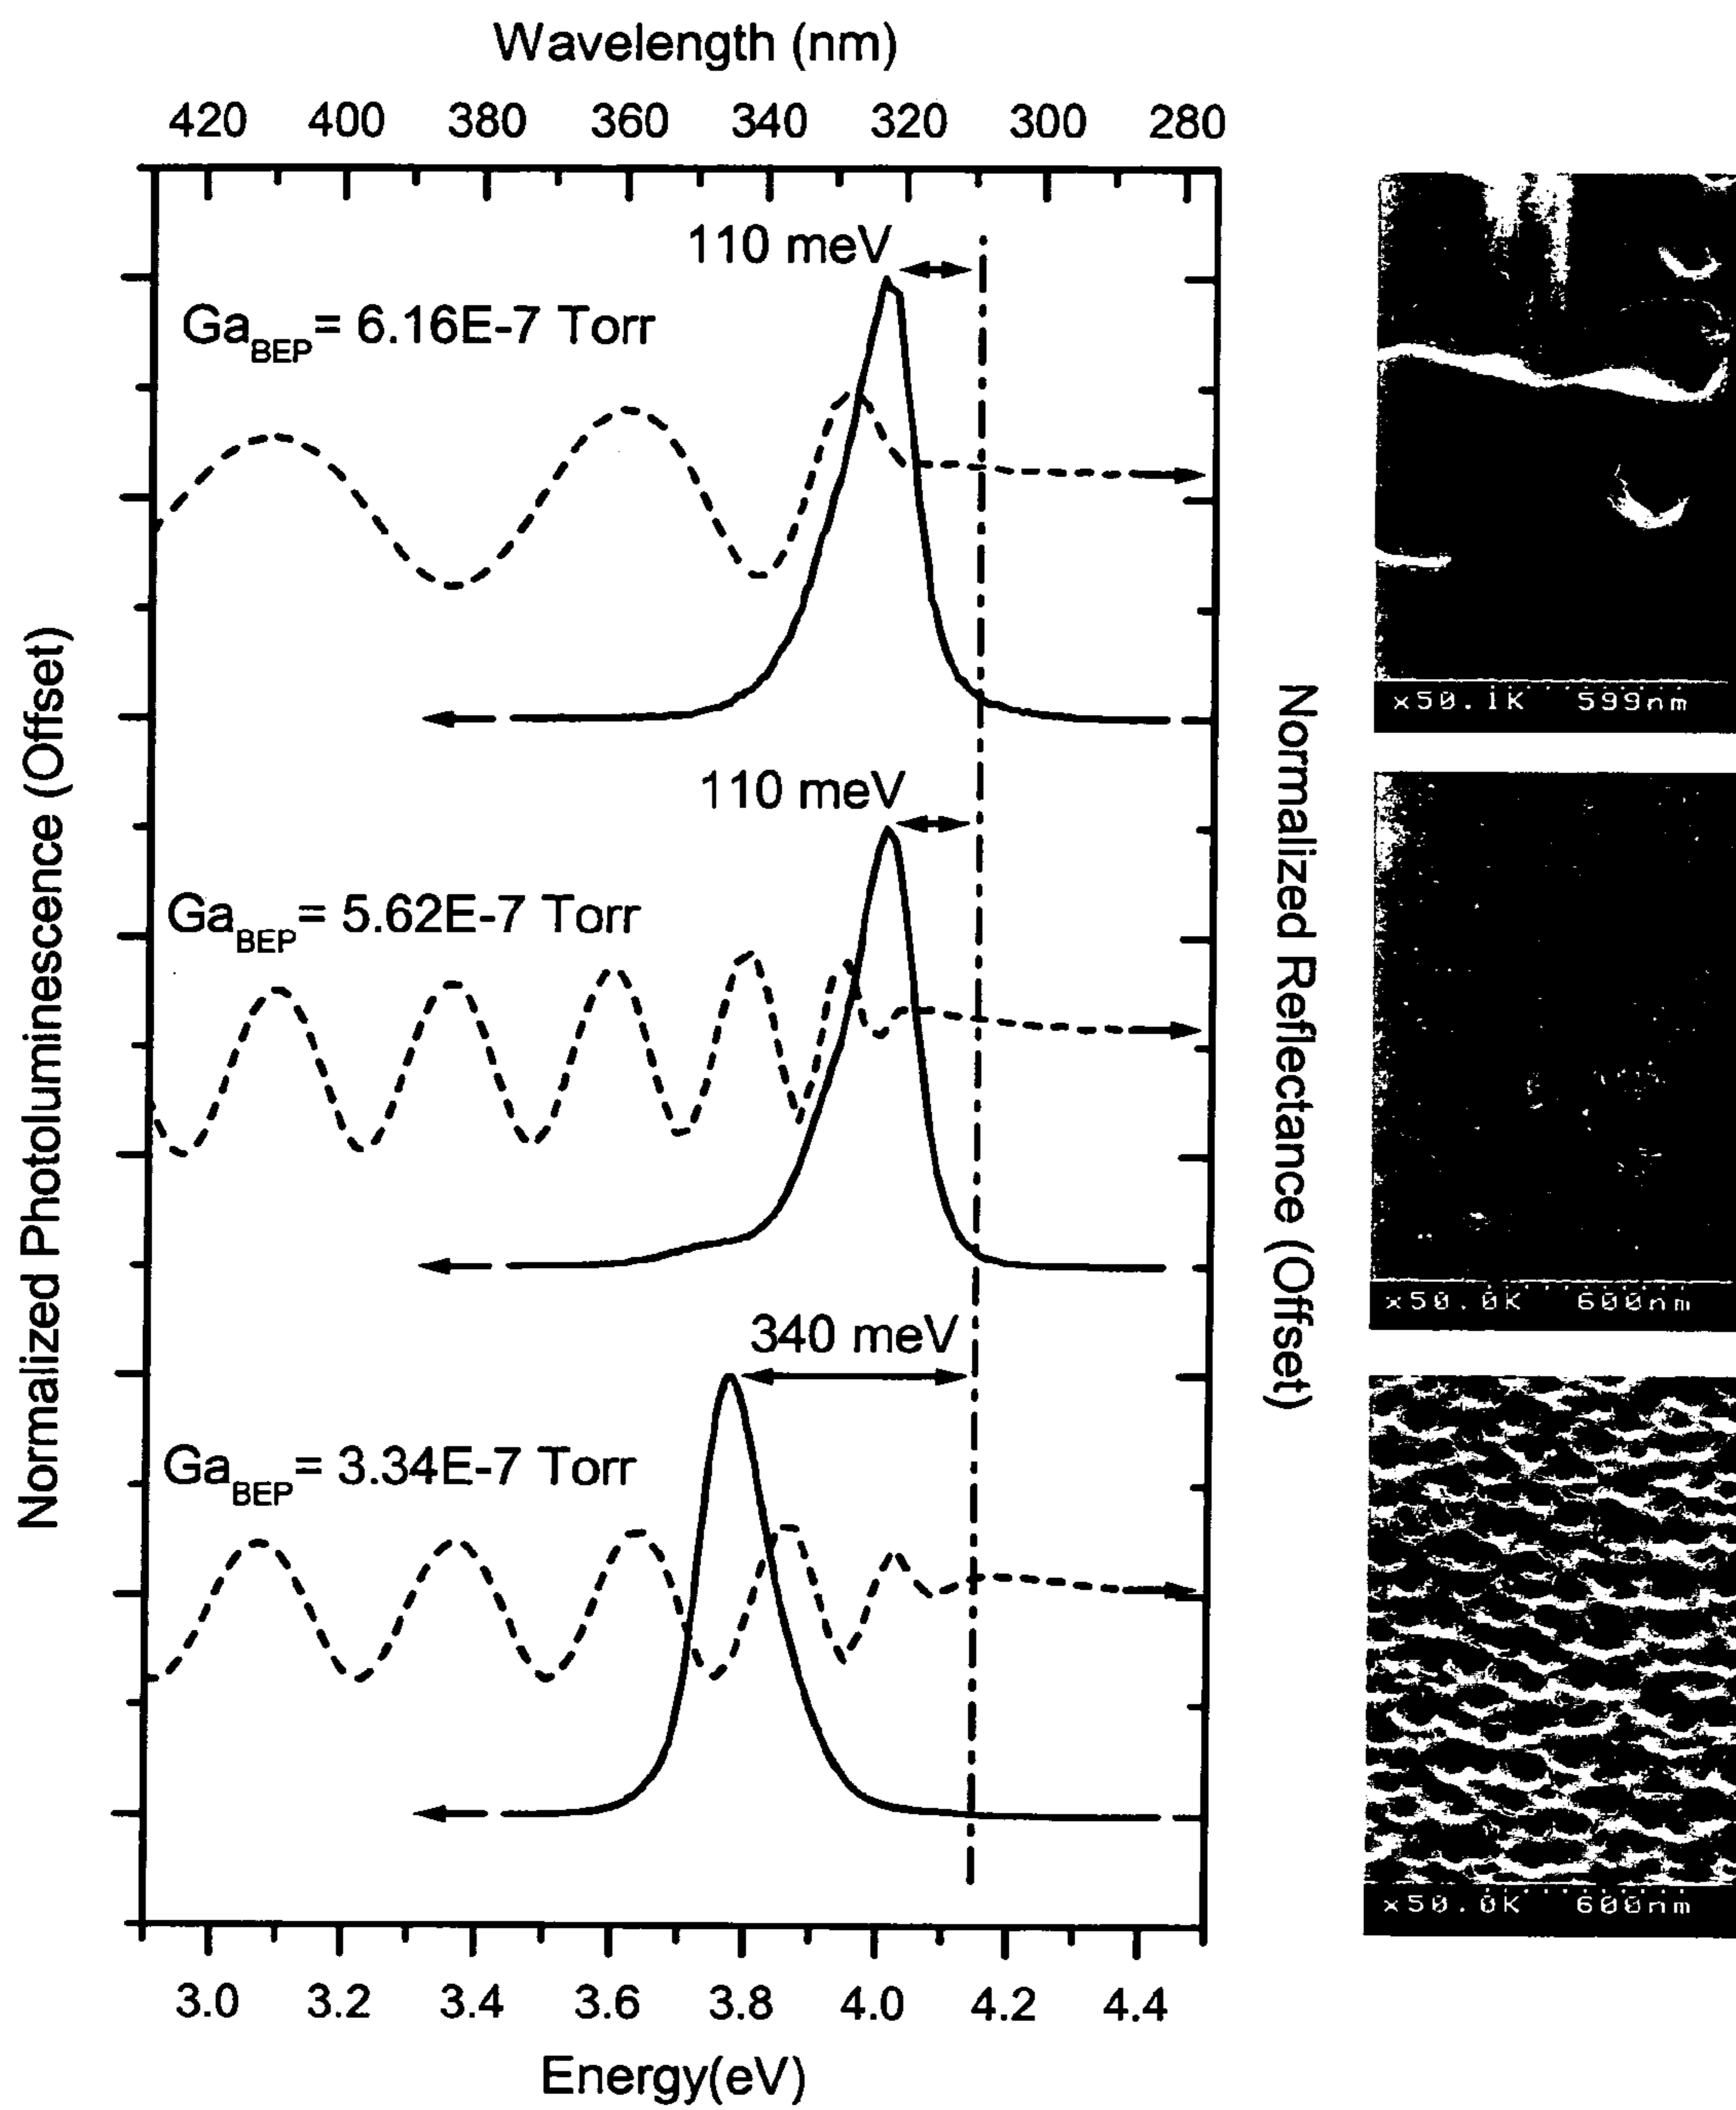 Wavelength (nm)
420 400 380 360 340 320 300 280
110 meV
Ga_BEP = 6.16E-7 Torr
110 meV
Ga_BEP = 5.62E-7 Torr
340 meV
Ga_BEP = 3.34E-7 Torr
3.0 3.2 3.4 3.6 3.8 4.0 4.2 4.4
Energy(eV)
Normalized Photoluminescence (Offset)
Normalized Reflectance (Offset)
x50.1K 599nm
x50.0K 600nm
x50.0K 600nm